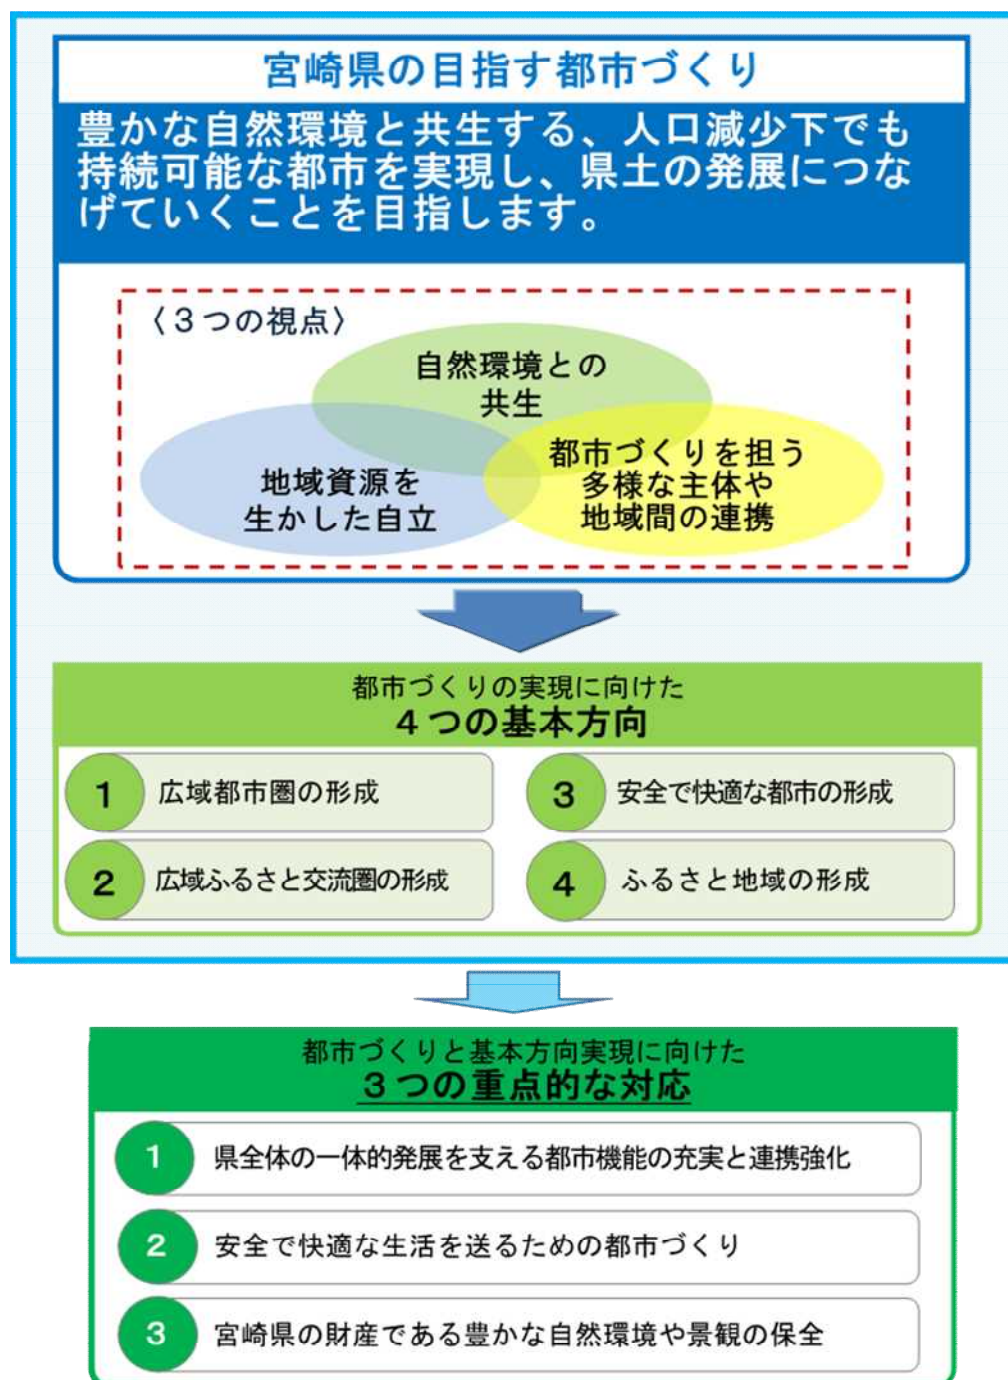 宮崎県の目指す都市づくり
豊かな自然環境と共生する、人口減少下でも
持続可能な都市を実現し、県土の発展につな
げていくことを目指します。
〈３つの視点〉
自然環境との
共生
地域資源を
生かした自立
都市づくりを担う
多様な主体や
地域間の連携
都市づくりの実現に向けた
４つの基本方向
1 広域都市圏の形成
2 広域ふるさと交流圏の形成
3 安全で快適な都市の形成
4 ふるさと地域の形成
都市づくりと基本方向実現に向けた
３つの重点的な対応
1 県全体の一体的発展を支える都市機能の充実と連携強化
2 安全で快適な生活を送るための都市づくり
3 宮崎県の財産である豊かな自然環境や景観の保全